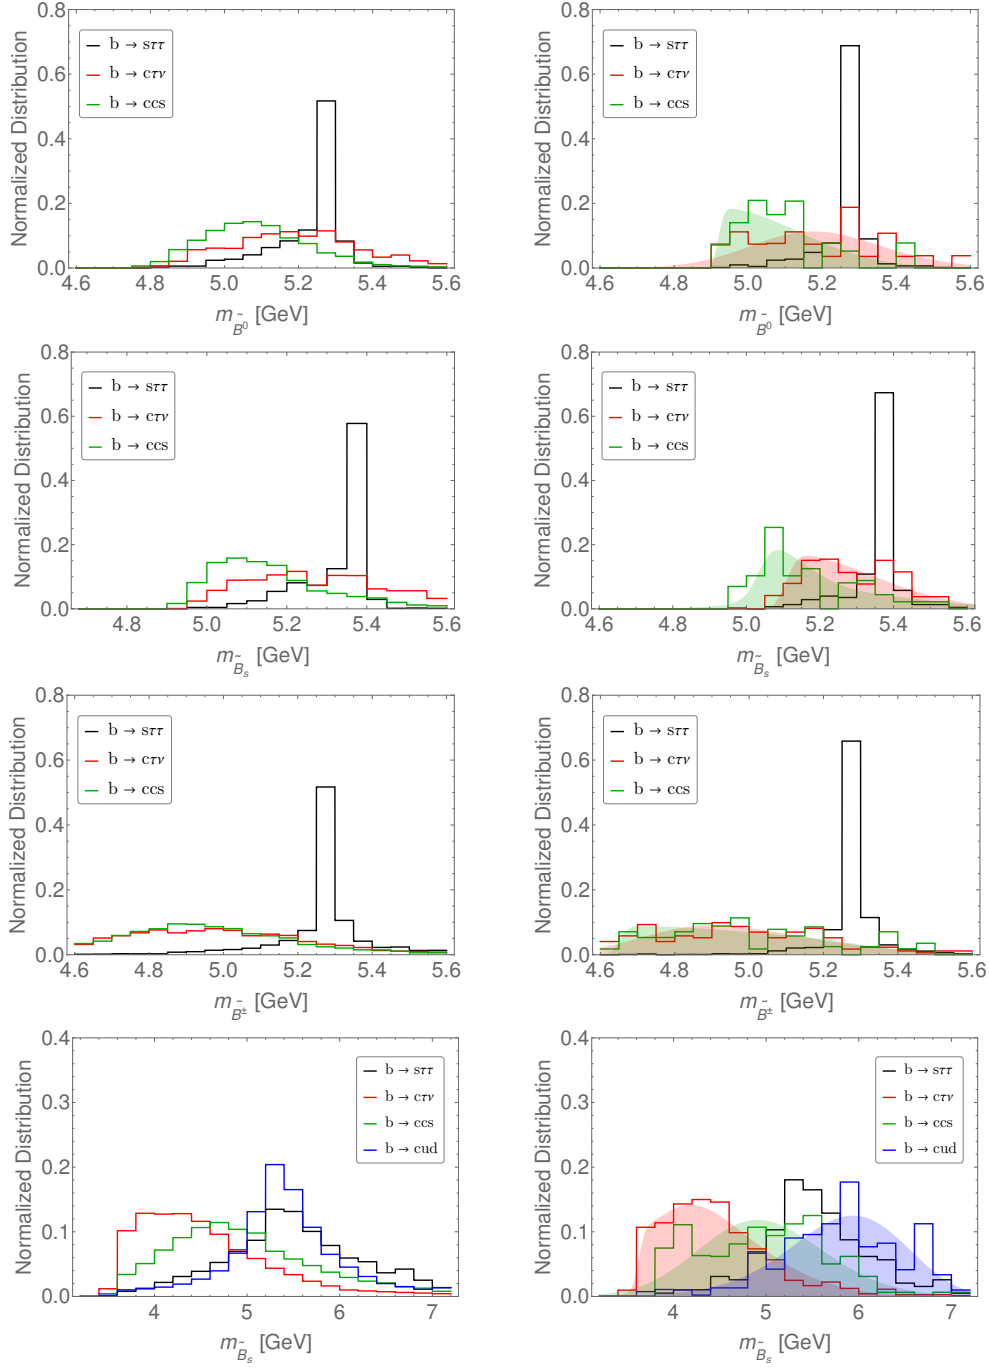 Normalized Distribution
0.8
0.6
0.4
0.2
0.0
b → sττ
b → cτν
b → ccs
4.6 4.8 5.0 5.2 5.4 5.6
m_B̃⁰ [GeV]
Normalized Distribution
0.8
0.6
0.4
0.2
0.0
b → sττ
b → cτν
b → ccs
4.6 4.8 5.0 5.2 5.4 5.6
m_B̃⁰ [GeV]
Normalized Distribution
0.8
0.6
0.4
0.2
0.0
b → sττ
b → cτν
b → ccs
4.8 5.0 5.2 5.4 5.6
m_B̃ₛ [GeV]
Normalized Distribution
0.8
0.6
0.4
0.2
0.0
b → sττ
b → cτν
b → ccs
4.6 4.8 5.0 5.2 5.4 5.6
m_B̃ₛ [GeV]
Normalized Distribution
0.8
0.6
0.4
0.2
0.0
b → sττ
b → cτν
b → ccs
4.6 4.8 5.0 5.2 5.4 5.6
m_B̃± [GeV]
Normalized Distribution
0.8
0.6
0.4
0.2
0.0
b → sττ
b → cτν
b → ccs
4.6 4.8 5.0 5.2 5.4 5.6
m_B̃± [GeV]
Normalized Distribution
0.4
0.3
0.2
0.1
0.0
b → sττ
b → cτν
b → ccs
b → cud
4 5 6 7
m_B̃ₛ [GeV]
Normalized Distribution
0.4
0.3
0.2
0.1
0.0
b → sττ
b → cτν
b → ccs
b → cud
4 5 6 7
m_B̃ₛ [GeV]